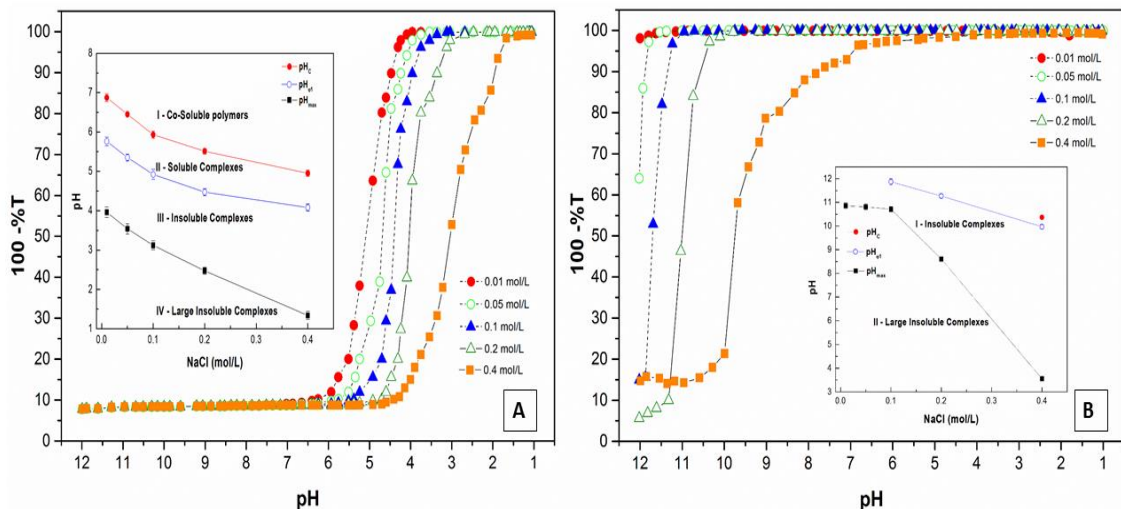 100
90
80
70
60
50
40
30
20
10
0
100 -%T
12 11 10 9 8 7 6 5 4 3 2 1
pH
0.01 mol/L
0.05 mol/L
0.1 mol/L
0.2 mol/L
0.4 mol/L
A
8
7
6
5
4
3
2
1
pH
0.0 0.1 0.2 0.3 0.4
NaCl (mol/L)
pHC
pHφ1
pHmax
I - Co-Soluble polymers
II - Soluble Complexes
III - Insoluble Complexes
IV - Large Insoluble Complexes
100
90
80
70
60
50
40
30
20
10
0
100 -%T
12 11 10 9 8 7 6 5 4 3 2 1
pH
0.01 mol/L
0.05 mol/L
0.1 mol/L
0.2 mol/L
0.4 mol/L
B
12
11
10
9
8
7
6
5
4
3
pH
0.0 0.1 0.2 0.3 0.4
NaCl (mol/L)
I - Insoluble Complexes
pHC
pHφ1
pHmax
II - Large Insoluble Complexes